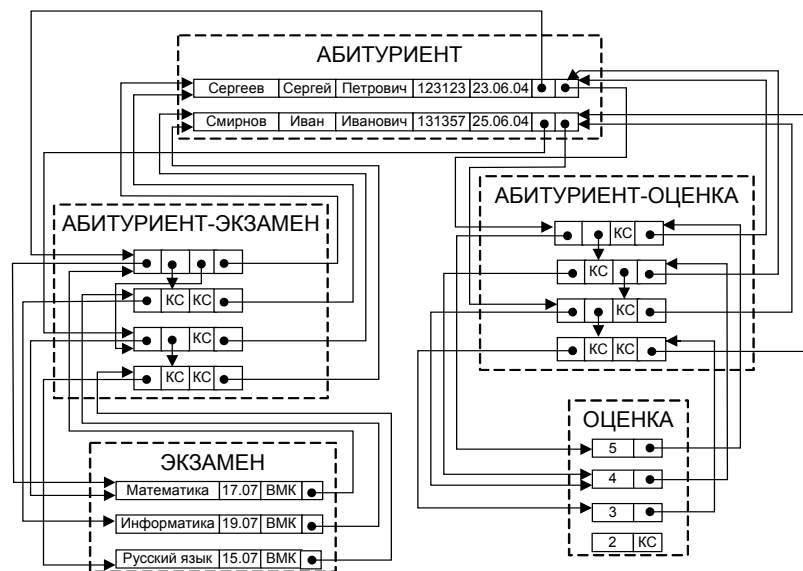 АБИТУРИЕНТ
Сергеев Сергей Петрович 123123 23.06.04
Смирнов Иван Иванович 131357 25.06.04
АБИТУРИЕНТ-ЭКЗАМЕН
КС КС
КС
КС КС
АБИТУРИЕНТ-ОЦЕНКА
КС
КС
КС
КС КС
ЭКЗАМЕН
Математика 17.07 ВМК
Информатика 19.07 ВМК
Русский язык 15.07 ВМК
ОЦЕНКА
5
4
3
2 КС